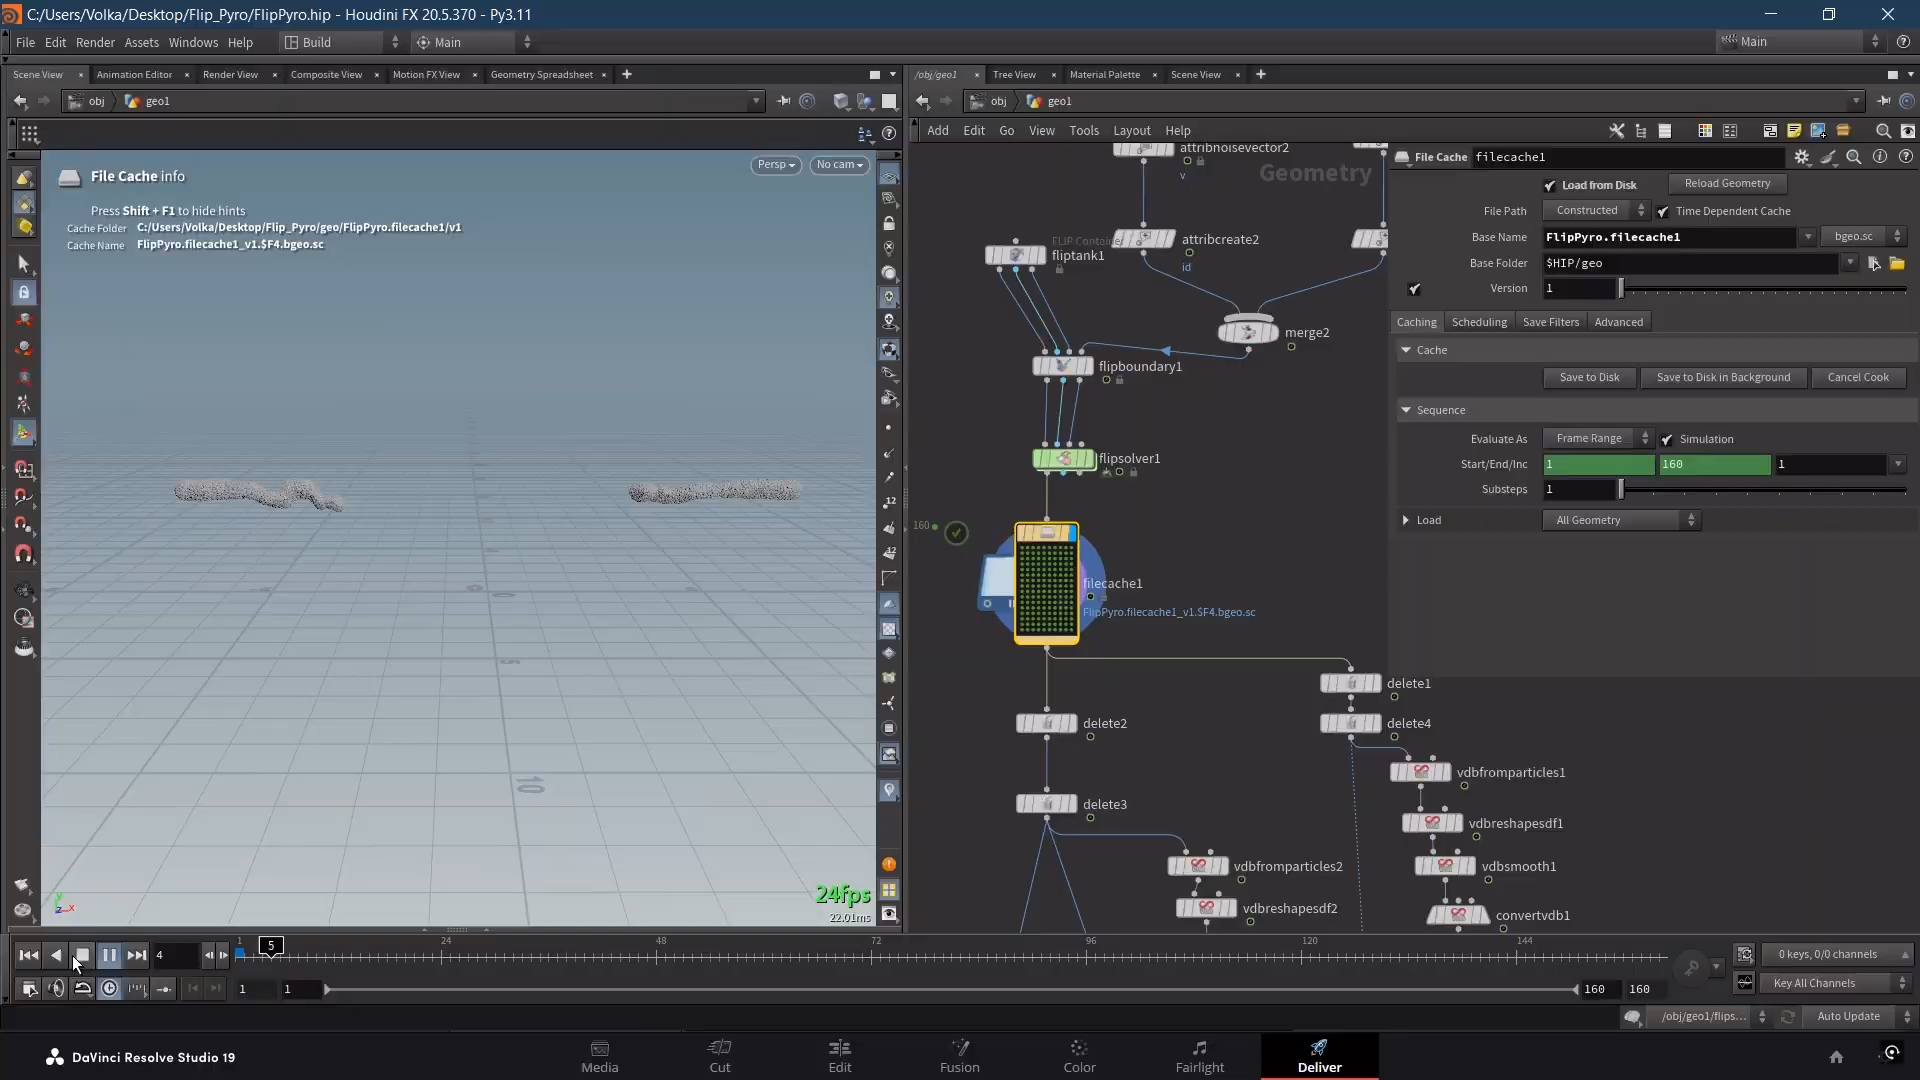 C:/Users/Volka/Desktop/Flip_Pyro/FlipPyro.hip - Houdini FX 20.5.370 - Py3.11
File Edit Render Assets Windows Help Build Main Main
Scene View Animation Editor Render View Composite View Motion FX View Geometry Spreadsheet
obj geo1
File Cache info
Press Shift + F1 to hide hints
Cache Folder C:/Users/Volka/Desktop/Flip_Pyro/geo/FlipPyro.filecache1/v1
Cache Name FlipPyro.filecache1_v1.$F4.bgeo.sc
Persp No cam
10
24fps
22.01ms
12
12
/obj/geo1 Tree View Material Palette Scene View
obj geo1
Add Edit Go View Tools Layout Help
Geometry
attribnoisevector2
v
attribcreate2
id
FLIP Container
fliptank1
merge2
flipboundary1
flipsolver1
160
filecache1
FlipPyro.filecache1_v1.$F4.bgeo.sc
delete1
delete2
delete4
vdbfromparticles1
delete3
vdbreshapesdf1
vdbfromparticles2
vdbsmooth1
vdbreshapesdf2
convertvdb1
File Cache filecache1
Load from Disk Reload Geometry
File Path Constructed Time Dependent Cache
Base Name FlipPyro.filecache1 bgeo.sc
Base Folder $HIP/geo
Version 1
Caching Scheduling Save Filters Advanced
Cache
Save to Disk Save to Disk in Background Cancel Cook
Sequence
Evaluate As Frame Range Simulation
Start/End/Inc 1 160 1
Substeps 1
Load All Geometry
4 1 5 24 48 72 96 120 144
0 keys, 0/0 channels
1 1 160 160
Key All Channels
/obj/geo1/flips... Auto Update
DaVinci Resolve Studio 19
Media Cut Edit Fusion Color Fairlight Deliver